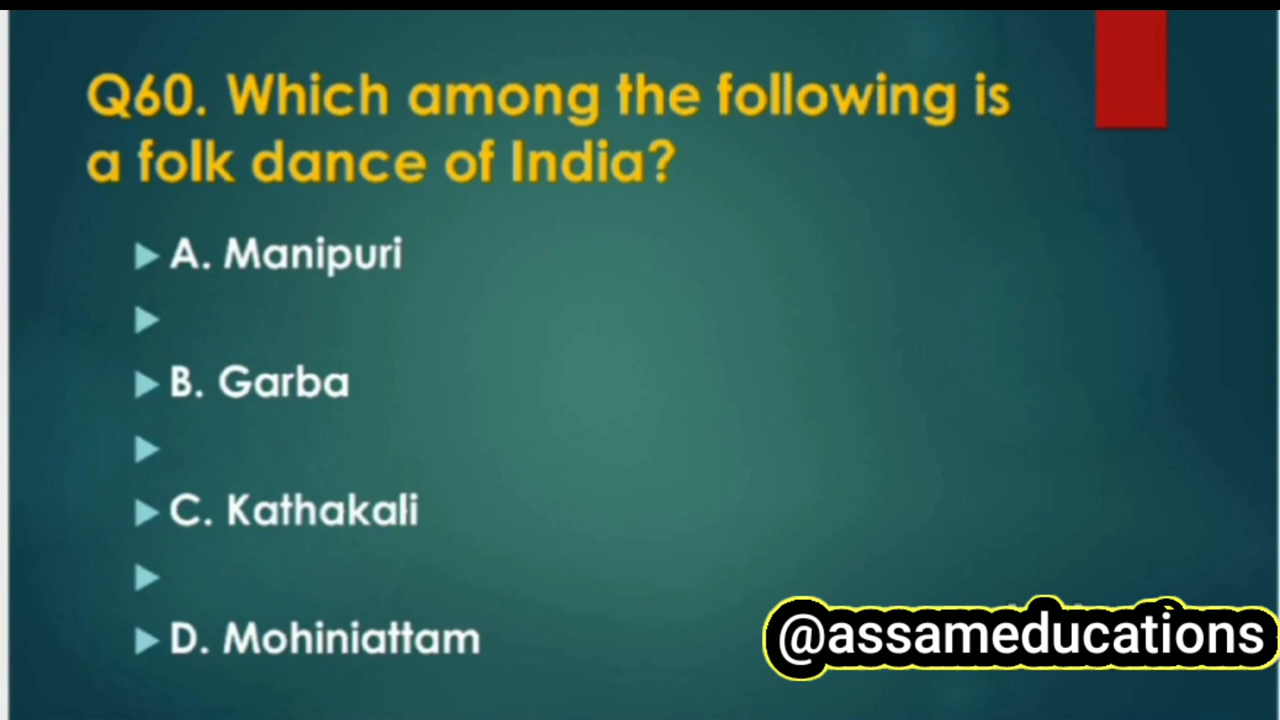 Q60. Which among the following is
a folk dance of India?
A. Manipuri
B. Garba
C. Kathakali
D. Mohiniattam
@assameducations